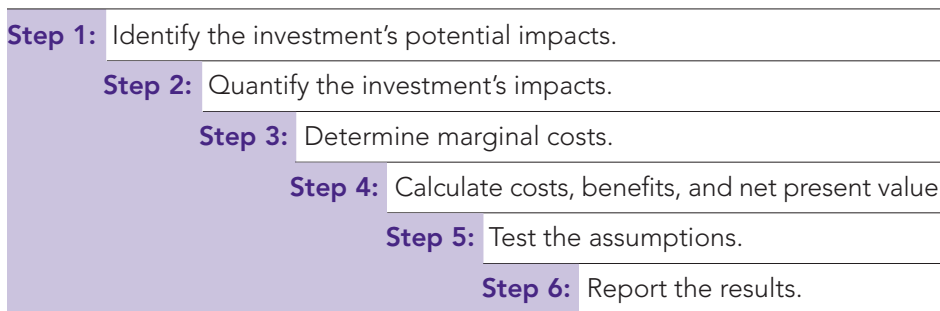 Step 1: Identify the investment’s potential impacts.
Step 2: Quantify the investment’s impacts.
Step 3: Determine marginal costs.
Step 4: Calculate costs, benefits, and net present value
Step 5: Test the assumptions.
Step 6: Report the results.